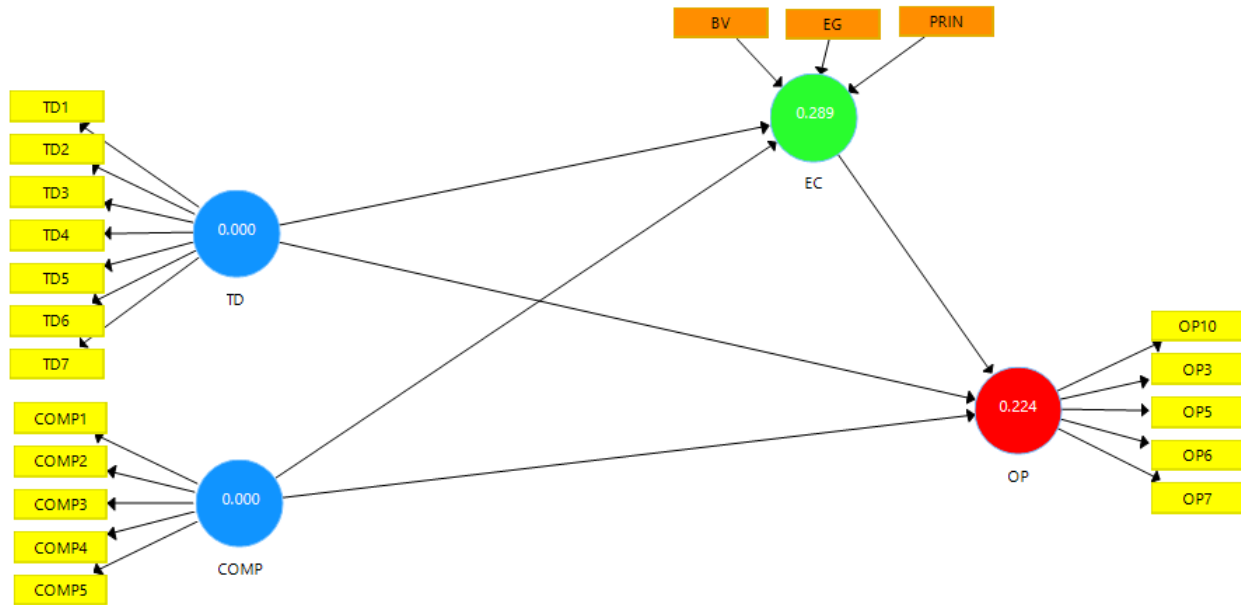 BV
EG
PRIN
0.289
EC
TD1
TD2
TD3
TD4
TD5
TD6
TD7
0.000
TD
COMP1
COMP2
COMP3
COMP4
COMP5
0.000
COMP
0.224
OP
OP10
OP3
OP5
OP6
OP7